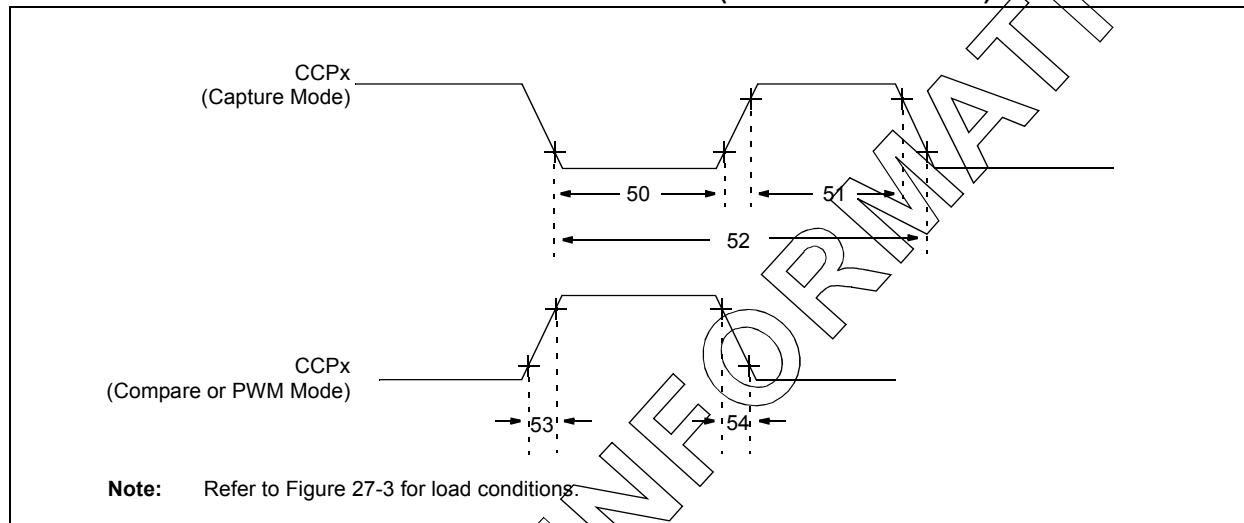 CCPx
(Capture Mode)
50
51
52
CCPx
(Compare or PWM Mode)
53
54
Note: Refer to Figure 27-3 for load conditions.
INFORMATI